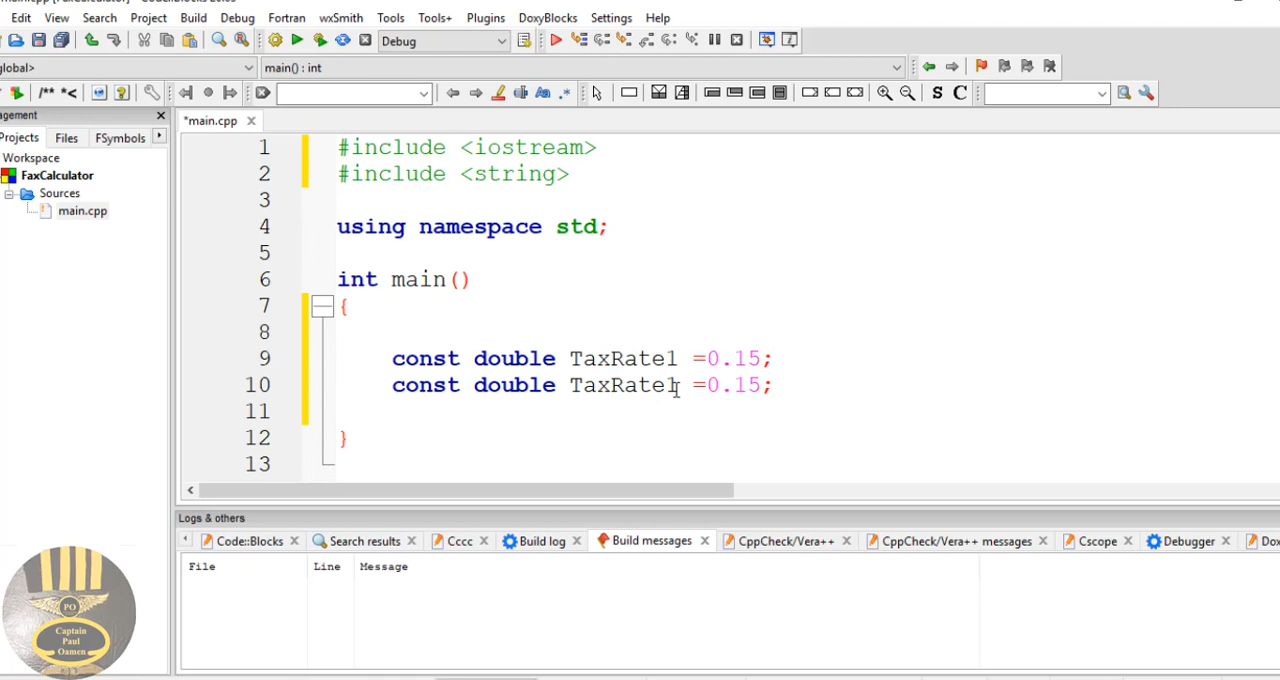 Edit View Search Project Build Debug Fortran wxSmith Tools Tools+ Plugins DoxyBlocks Settings Help
Debug
global> main() : int
/** *< S C
agement
Projects Files FSymbols
Workspace
FaxCalculator
Sources
main.cpp
*main.cpp
1 #include <iostream>
2 #include <string>
3
4 using namespace std;
5
6 int main()
7 {
8
9 const double TaxRate1 =0.15;
10 const double TaxRate1 =0.15;
11
12 }
13
Logs & others
Code::Blocks Search results Cccc Build log Build messages CppCheck/Vera++ CppCheck/Vera++ messages Cscope Debugger Dox
File Line Message
PO
Captain
Paul
Oamen